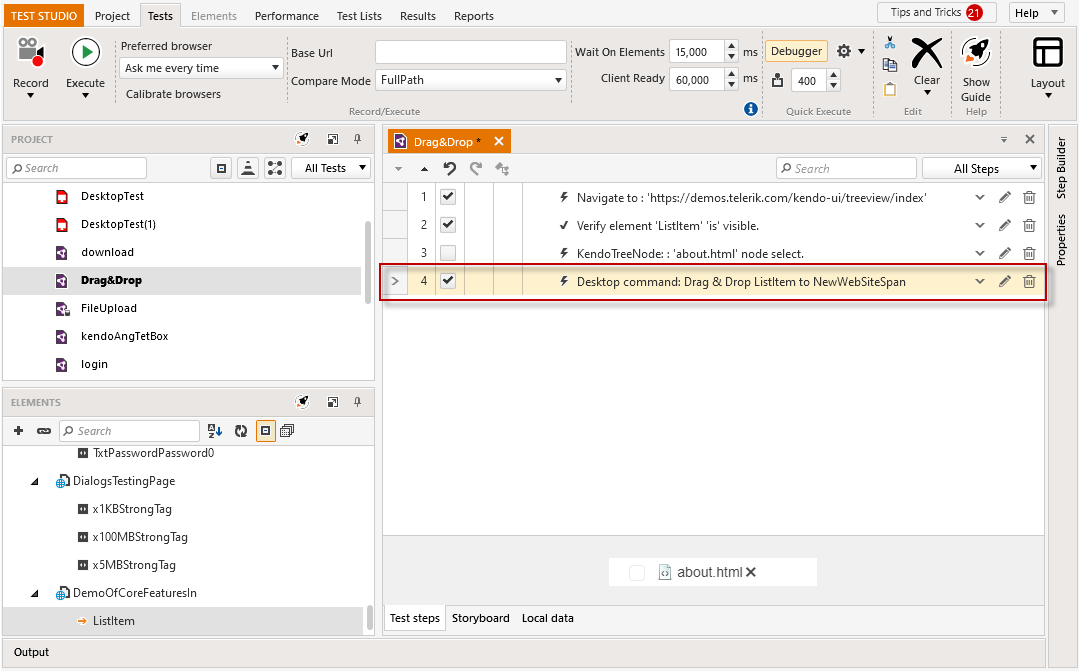 TEST STUDIO Project Tests Elements Performance Test Lists Results Reports Tips and Tricks 21 Help
Record
Execute
Preferred browser
Ask me every time
Calibrate browsers
Base Url
Compare Mode FullPath
Record/Execute
Wait On Elements 15,000 ms
Client Ready 60,000 ms
Debugger
400
Quick Execute
Clear
Edit
Show
Guide
Help
Layout
PROJECT
Search All Tests
DesktopTest
DesktopTest(1)
download
Drag&Drop
FileUpload
kendoAngTetBox
login
ELEMENTS
Search
TxtPasswordPassword0
DialogsTestingPage
x1KBStrongTag
x100MBStrongTag
x5MBStrongTag
DemoOfCoreFeaturesIn
ListItem
Drag&Drop *
Search All Steps
1 Navigate to : 'https://demos.telerik.com/kendo-ui/treeview/index'
2 Verify element 'ListItem' 'is' visible.
3 KendoTreeNode: : 'about.html' node select.
4 Desktop command: Drag & Drop ListItem to NewWebSiteSpan
about.html
Test steps Storyboard Local data
Step Builder
Properties
Output